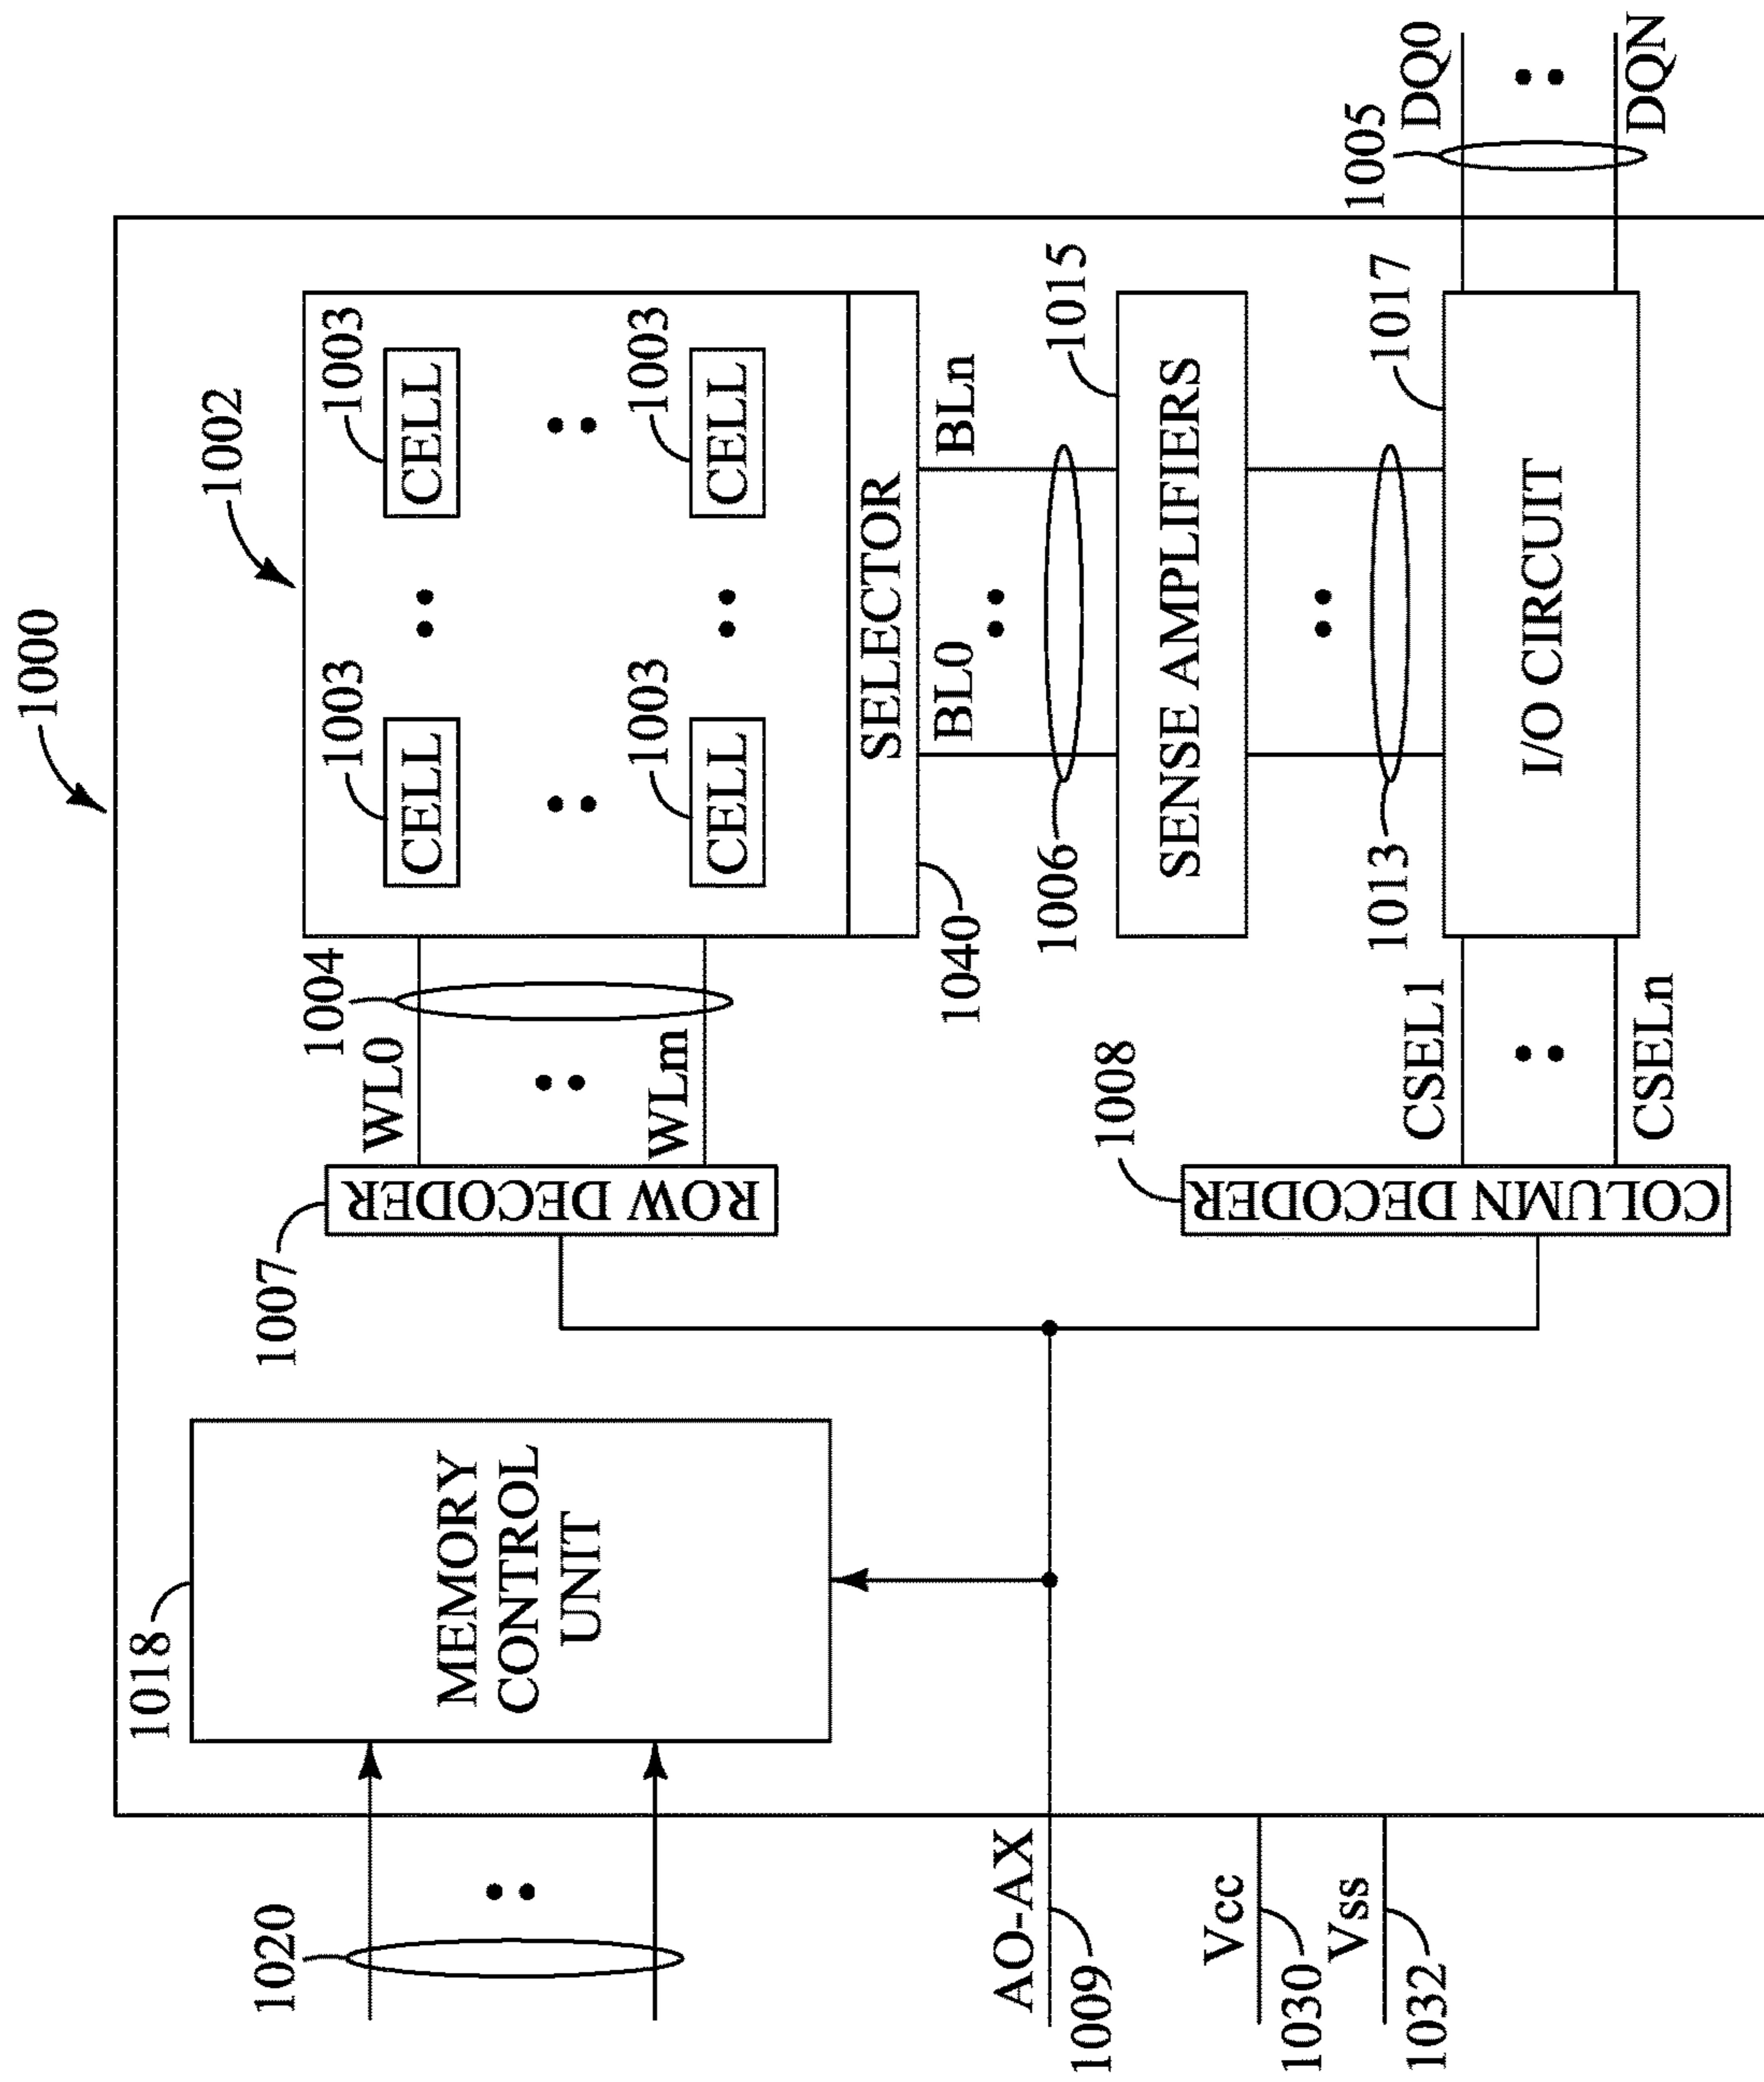 1000
1002
1003
1003
CELL
CELL
1003
1003
CELL
CELL
SELECTOR
1040
1004
WL0
WLm
1007
ROW DECODER
1018
MEMORY
CONTROL
UNIT
1020
BL0
BLn
1006
1015
SENSE AMPLIFIERS
1013
1017
I/O CIRCUIT
1008
COLUMN DECODER
CSEL1
CSELn
1005
DQ0
DQN
AO-AX
1009
Vcc
1030
Vss
1032